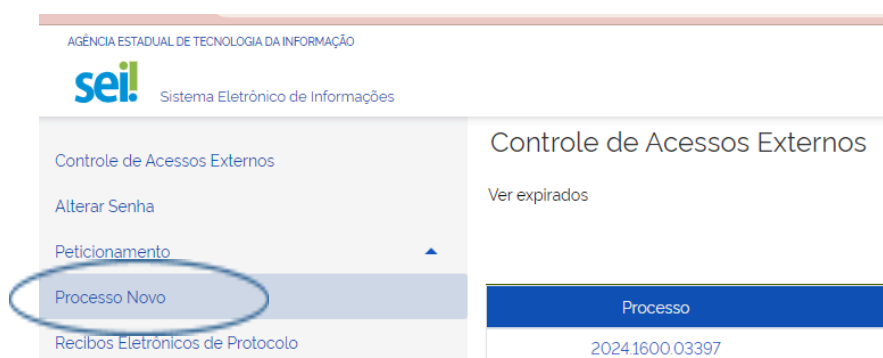 AGÊNCIA ESTADUAL DE TECNOLOGIA DA INFORMAÇÃO
sei!
Sistema Eletrônico de Informações
Controle de Acessos Externos
Alterar Senha
Peticionamento
Processo Novo
Recibos Eletrônicos de Protocolo
Controle de Acessos Externos
Ver expirados
Processo
2024.1600.03397